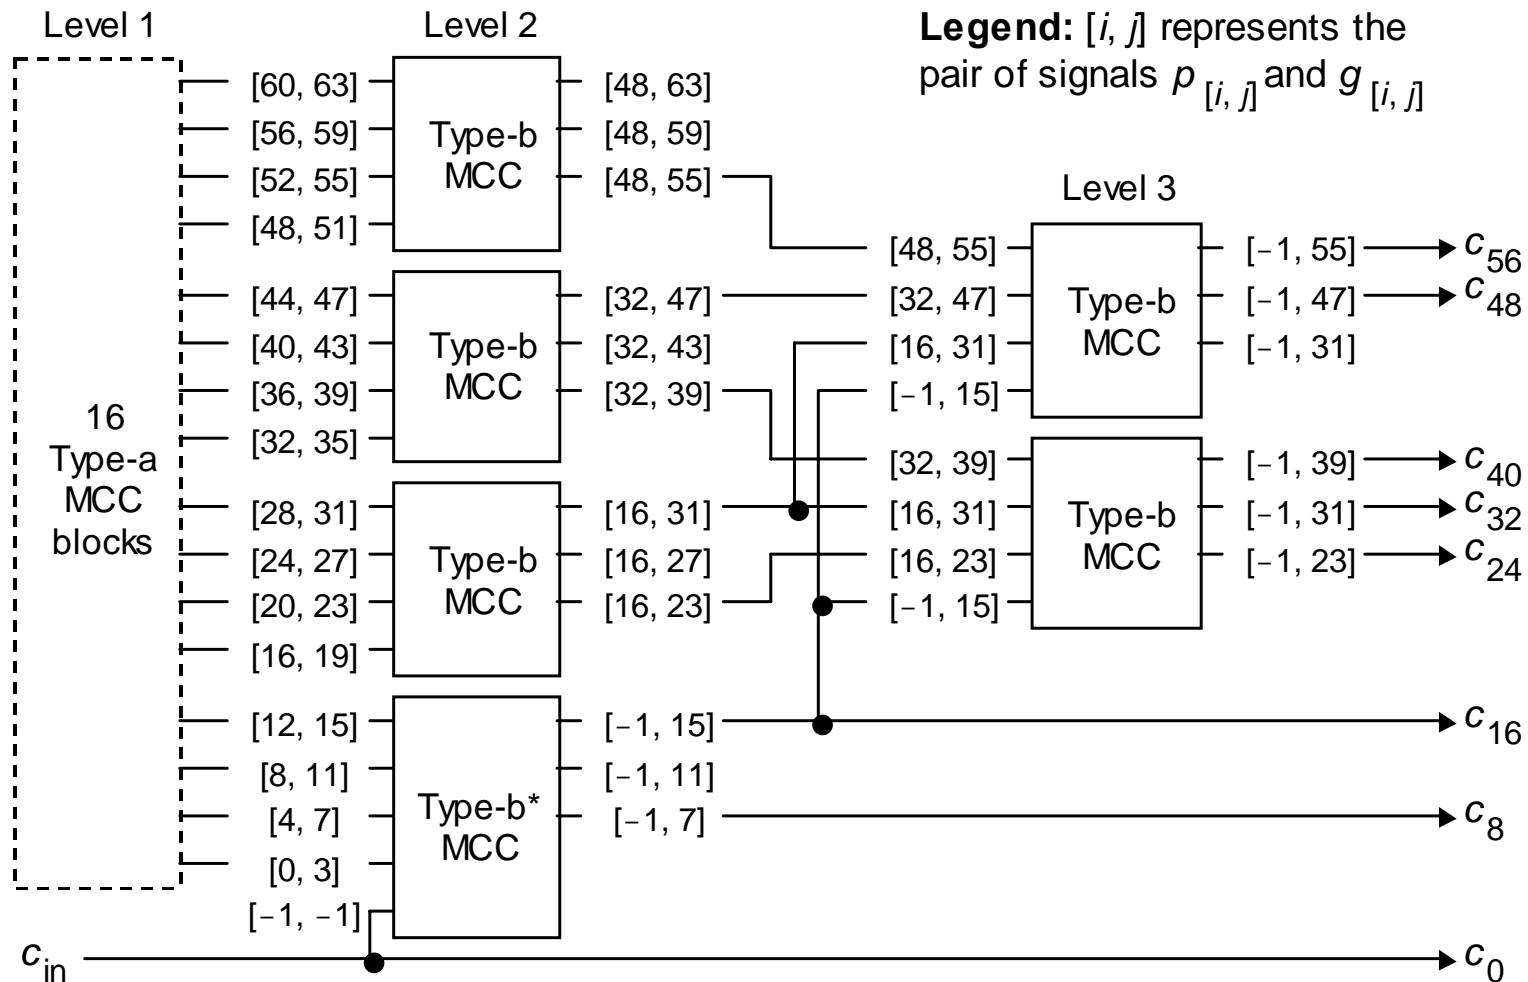 Level 1
Level 2
Legend: [i, j] represents the
pair of signals p [i, j] and g [i, j]
[60, 63]
[48, 63]
[56, 59]
Type-b
MCC
[48, 59]
[52, 55]
[48, 55]
[48, 51]
Level 3
[48, 55]
[−1, 55]
c56
[44, 47]
[32, 47]
[32, 47]
Type-b
MCC
[−1, 47]
c48
[40, 43]
Type-b
MCC
[32, 43]
[16, 31]
[−1, 31]
[36, 39]
[32, 39]
[−1, 15]
[32, 35]
16
Type-a
MCC
blocks
[32, 39]
[−1, 39]
c40
[28, 31]
[16, 31]
[16, 31]
Type-b
MCC
[−1, 31]
c32
[24, 27]
Type-b
MCC
[16, 27]
[16, 23]
[−1, 23]
c24
[20, 23]
[16, 23]
[−1, 15]
[16, 19]
[12, 15]
[−1, 15]
c16
[8, 11]
Type-b*
MCC
[−1, 11]
[4, 7]
[−1, 7]
c8
[0, 3]
[−1, −1]
cin
c0